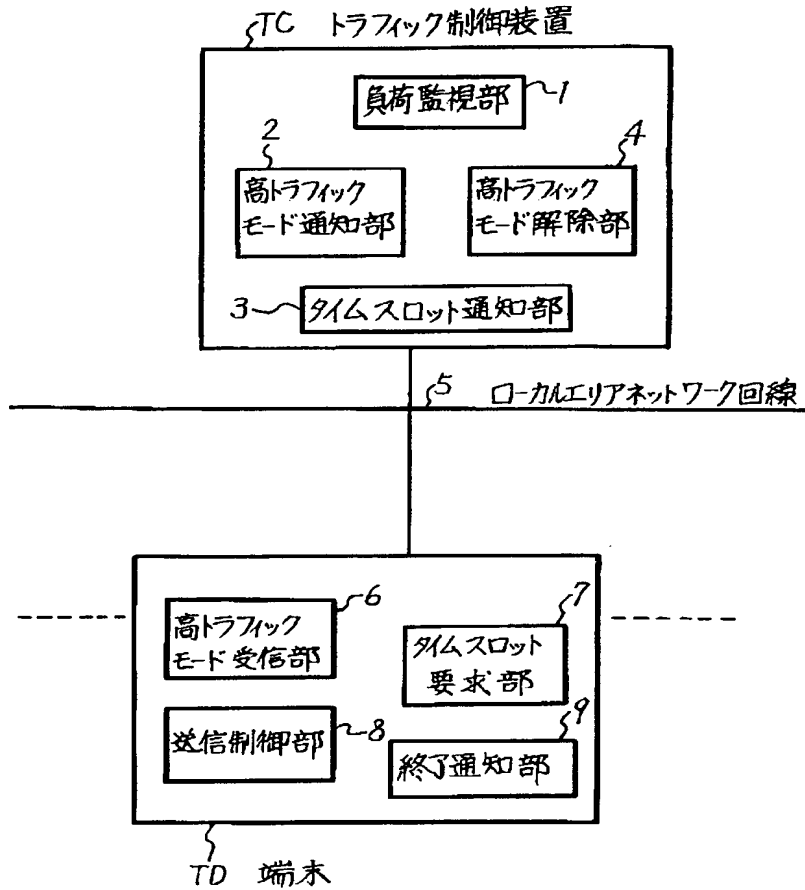 TC トラフィック制御装置
負荷監視部
1
2
高トラフィック
モード通知部
4
高トラフィック
モード解除部
3
タイムスロット通知部
5
ローカルエリアネットワーク回線
6
高トラフィック
モード受信部
7
タイムスロット
要求部
送信制御部
8
9
終了通知部
TD 端末